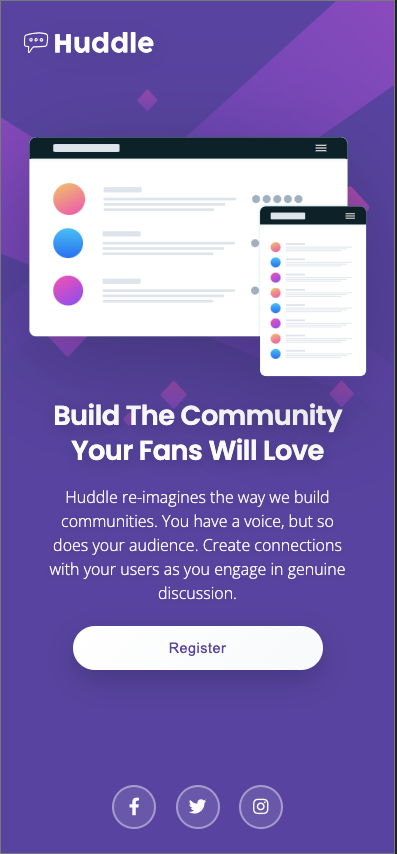 Huddle
Build The Community
Your Fans Will Love
Huddle re-imagines the way we build
communities. You have a voice, but so
does your audience. Create connections
with your users as you engage in genuine
discussion.
Register